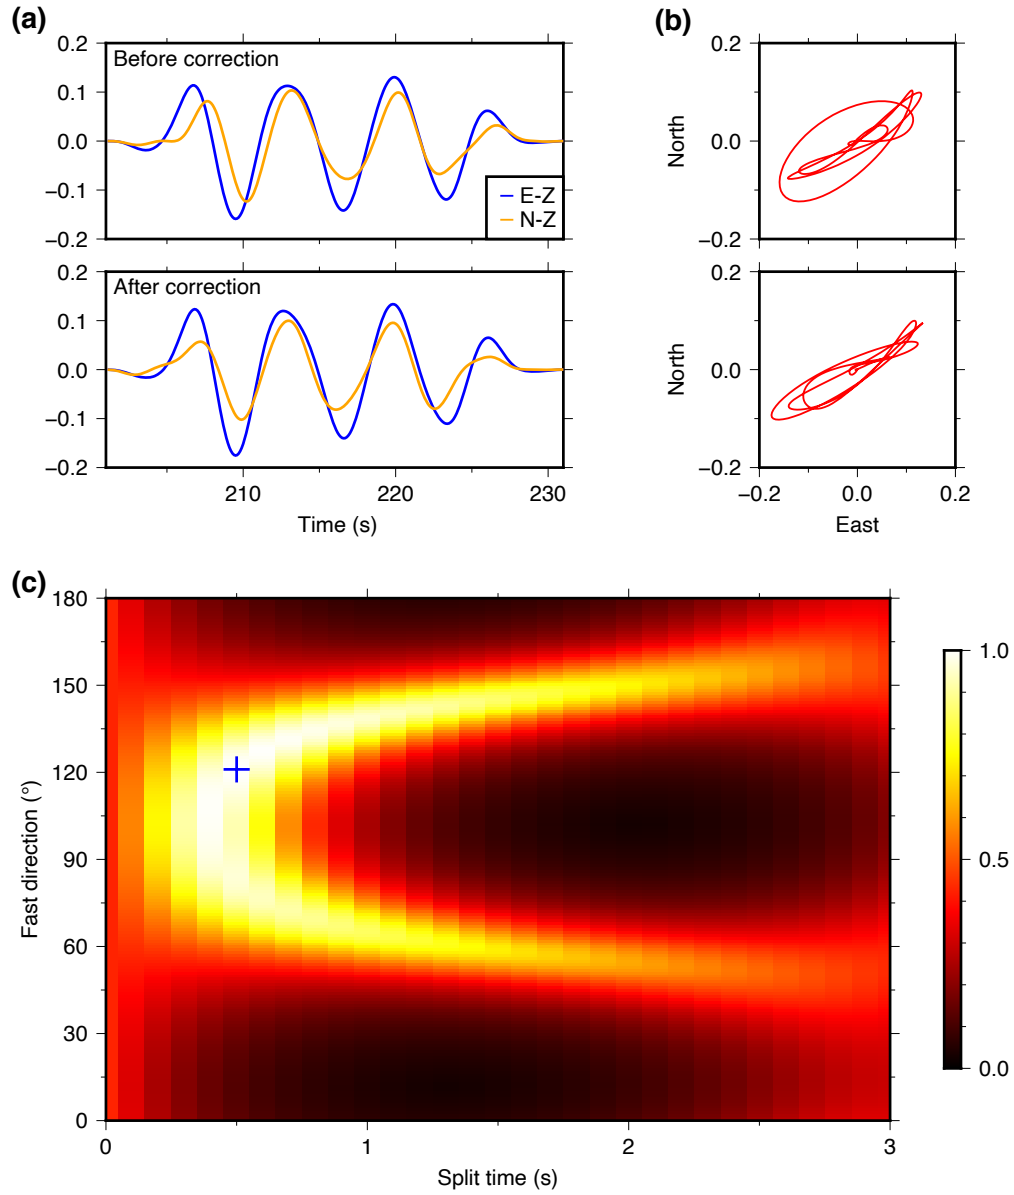 (a)
(b)
0.2
0.1
0.0
−0.1
−0.2
Before correction
E-Z
N-Z
0.2
0.0
−0.2
North
0.2
0.1
0.0
−0.1
−0.2
After correction
210
220
230
Time (s)
0.2
0.0
−0.2
North
−0.2
0.0
0.2
East
(c)
180
150
120
90
60
30
0
Fast direction (°)
0
1
2
3
Split time (s)
1.0
0.5
0.0